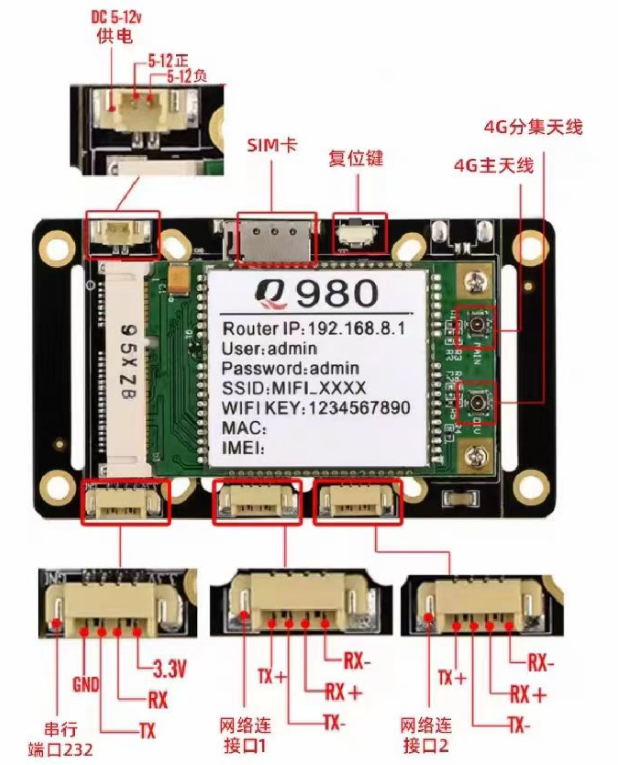 DC 5-12v
供电
5-12正
5-12负
SIM卡
复位键
4G分集天线
4G主天线
980
Router IP:192.168.8.1
User:admin
Password:admin
SSID:MIFI_XXXX
WIFI KEY:1234567890
MAC:
IMEI:
95XZ8
MAIN
DIV
GND
TX
RX
3.3V
串行
端口232
TX+
TX-
RX+
RX-
网络连
接口1
TX+
TX-
RX+
RX-
网络连
接口2